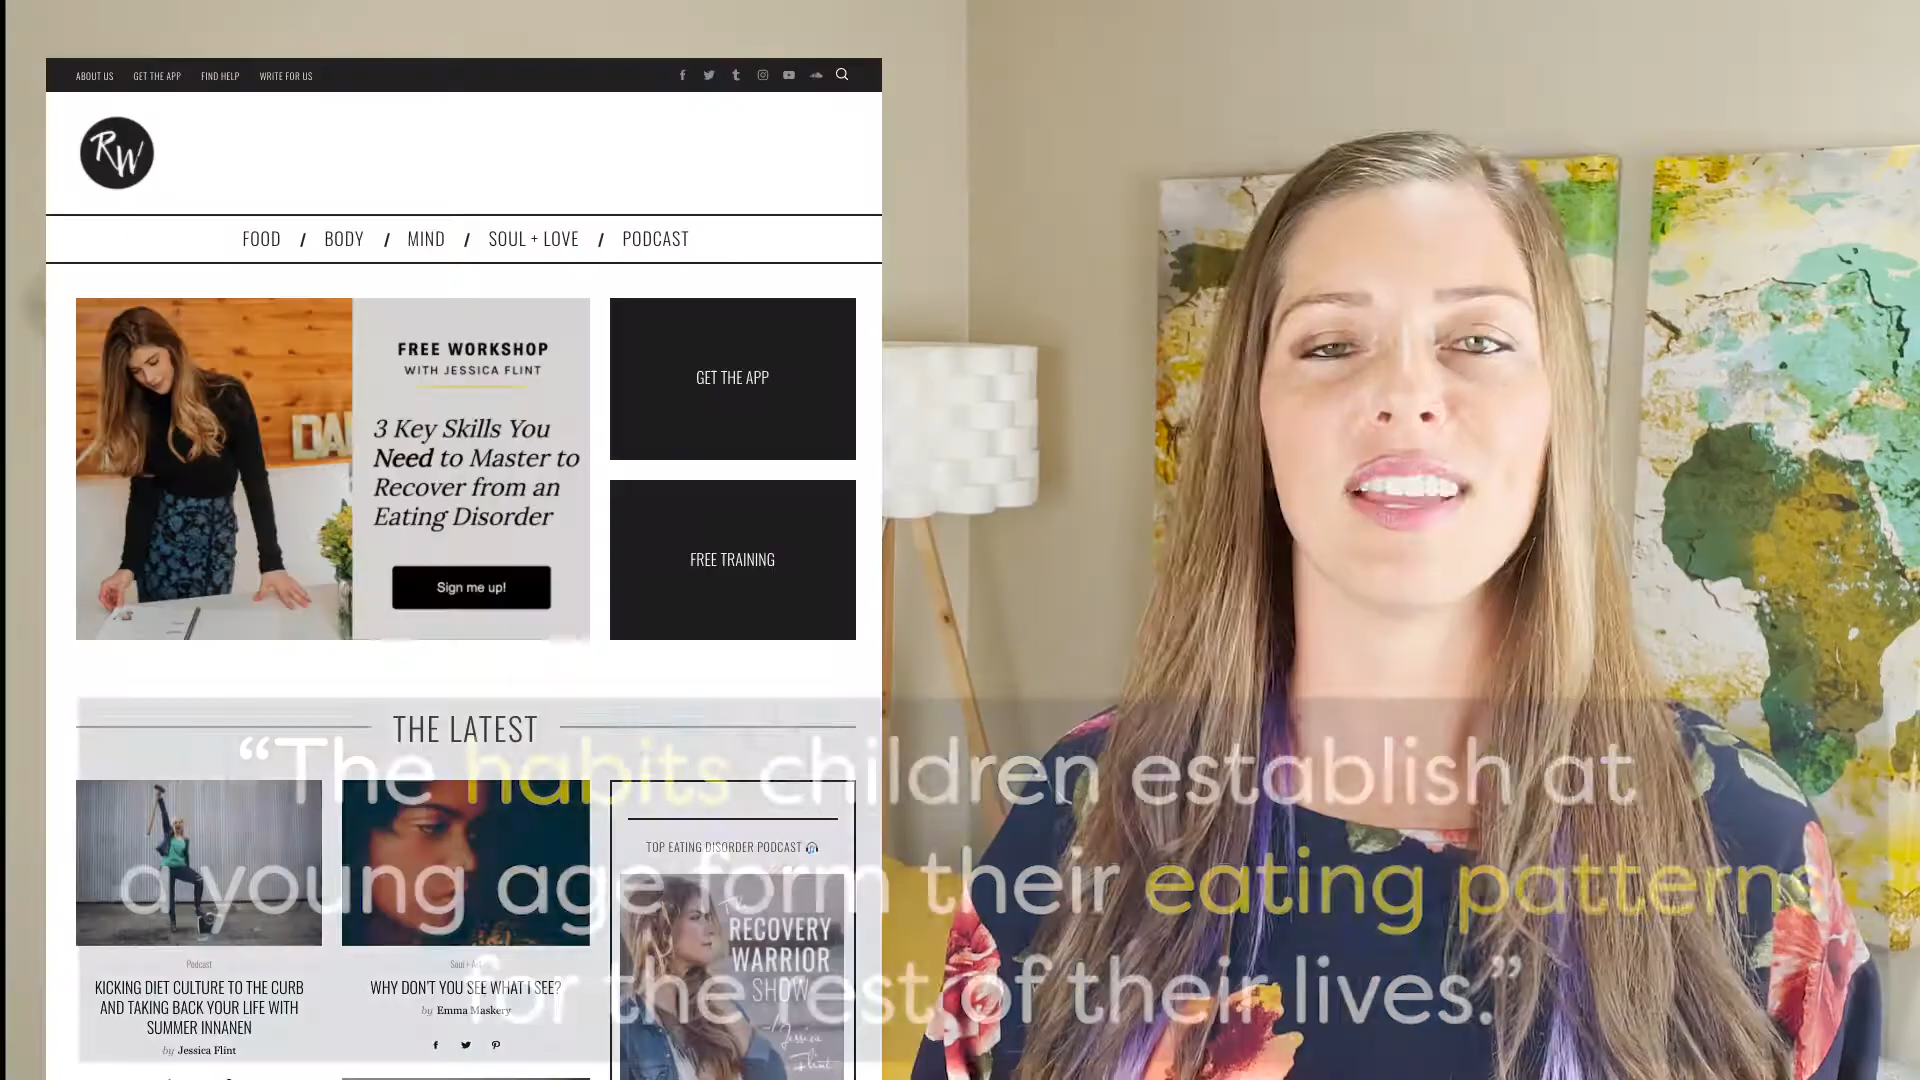 ABOUT US GET THE APP FIND HELP WRITE FOR US
RW
FOOD / BODY / MIND / SOUL + LOVE / PODCAST
FREE WORKSHOP
WITH JESSICA FLINT
3 Key Skills You
Need to Master to
Recover from an
Eating Disorder
Sign me up!
GET THE APP
FREE TRAINING
THE LATEST
“The habits children establish at
a young age form their eating patterns
for the rest of their lives.”
Podcast
KICKING DIET CULTURE TO THE CURB
AND TAKING BACK YOUR LIFE WITH
SUMMER INNANEN
by Jessica Flint
WHY DON'T YOU SEE WHAT I SEE?
by Emma Maskery
TOP EATING DISORDER PODCAST
The
RECOVERY
WARRIOR
SHOW
Jessica
Flint